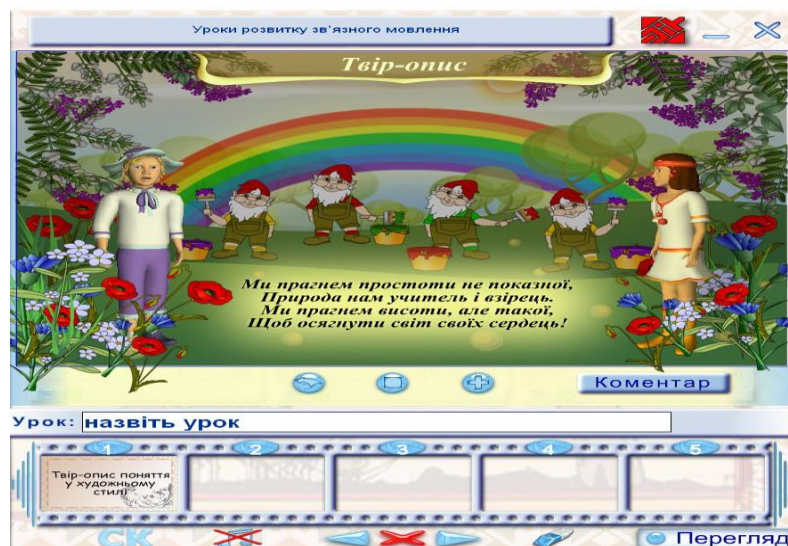 Уроки розвитку зв'язного мовлення
Твір-опис
Ми прагнем простоти не показної,
Природа нам учитель і взірець.
Ми прагнем висоти, але такої,
Щоб осягнути світ своїх сердець!
Коментар
Урок: назвіть урок
1 2 3 4 5
Твір-опис поняття
у художньому
стилі
СК
Перегляд